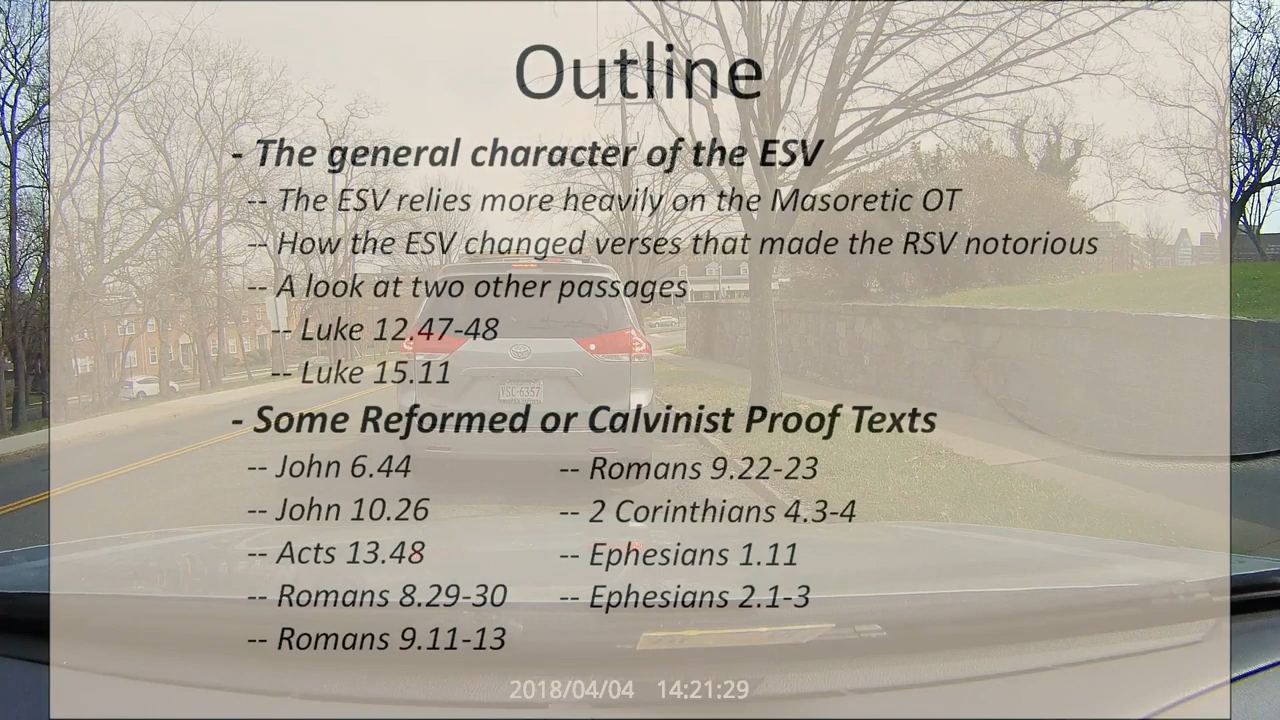 Outline
- The general character of the ESV
-- The ESV relies more heavily on the Masoretic OT
-- How the ESV changed verses that made the RSV notorious
-- A look at two other passages
-- Luke 12.47-48
-- Luke 15.11
VSC-6357
- Some Reformed or Calvinist Proof Texts
-- John 6.44
-- John 10.26
-- Acts 13.48
-- Romans 8.29-30
-- Romans 9.11-13
-- Romans 9.22-23
-- 2 Corinthians 4.3-4
-- Ephesians 1.11
-- Ephesians 2.1-3
2018/04/04 14:21:29